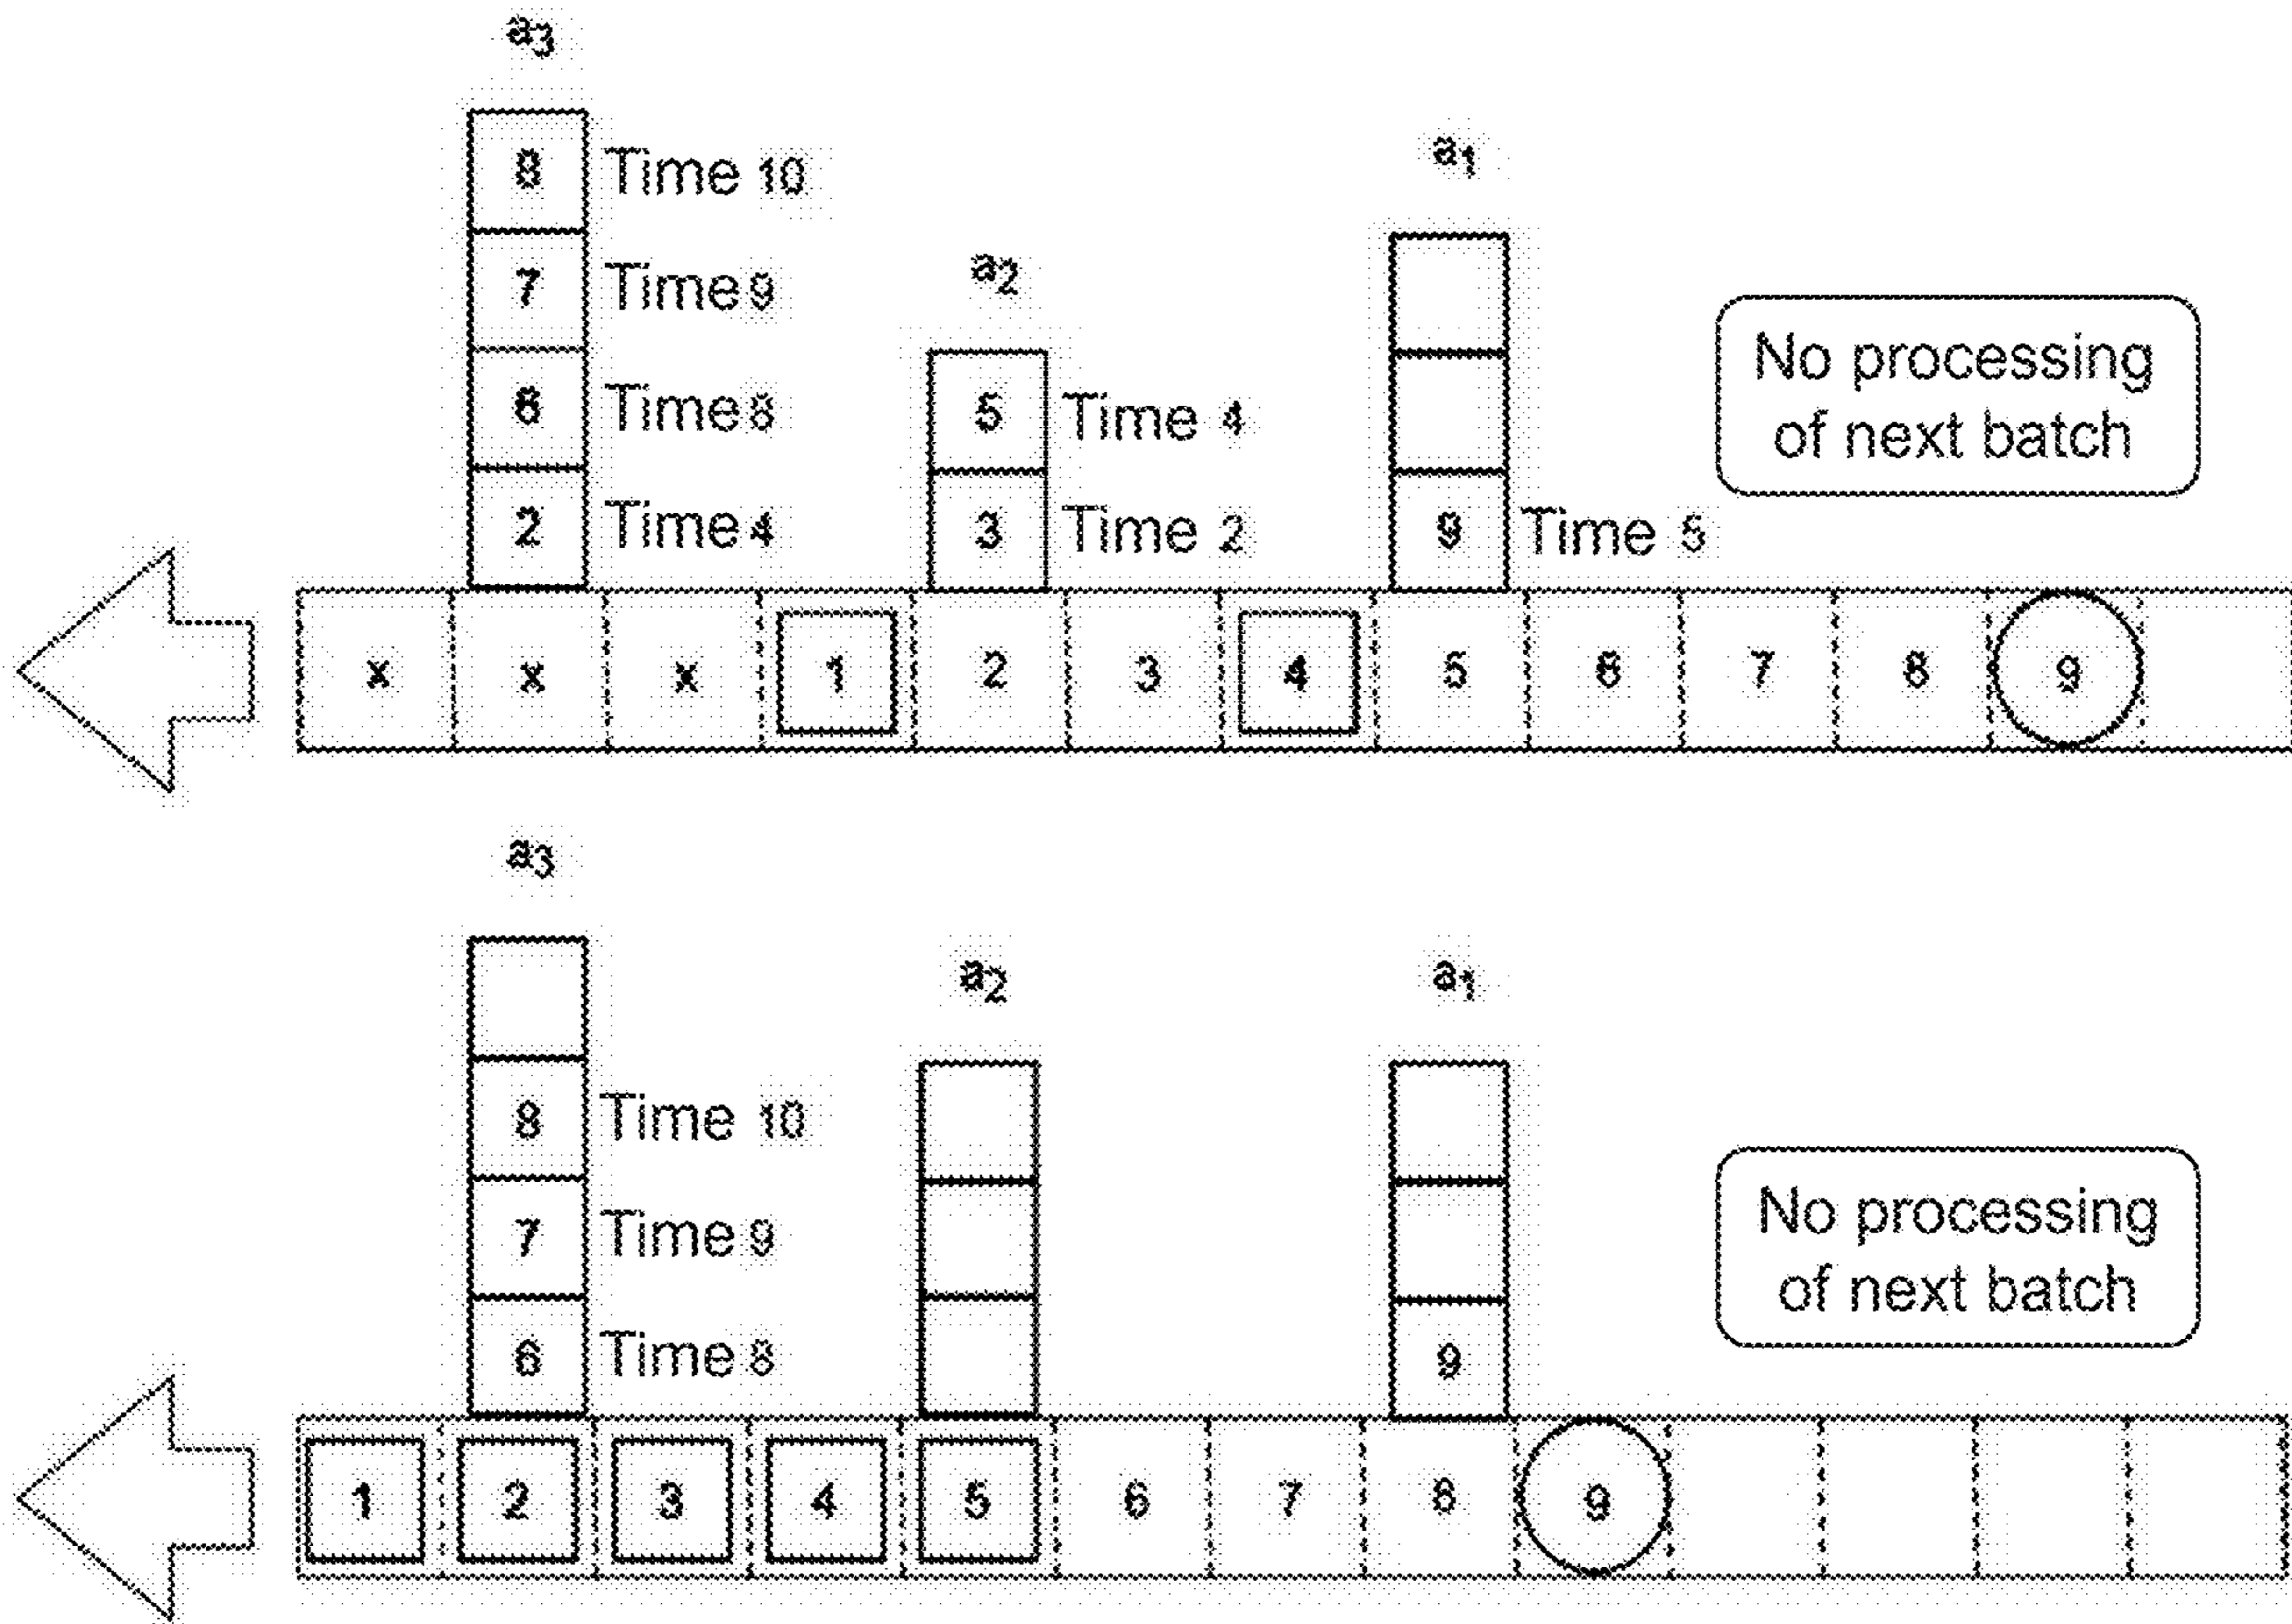 a3
8 Time 10
a1
7 Time 9
a2
No processing
of next batch
6 Time 8
5 Time 4
2 Time 4
3 Time 2
9 Time 5
x x x 1 2 3 4 5 6 7 8 9
a3
a2
a1
8 Time 10
7 Time 9
No processing
of next batch
6 Time 8
9
1 2 3 4 5 6 7 8 9